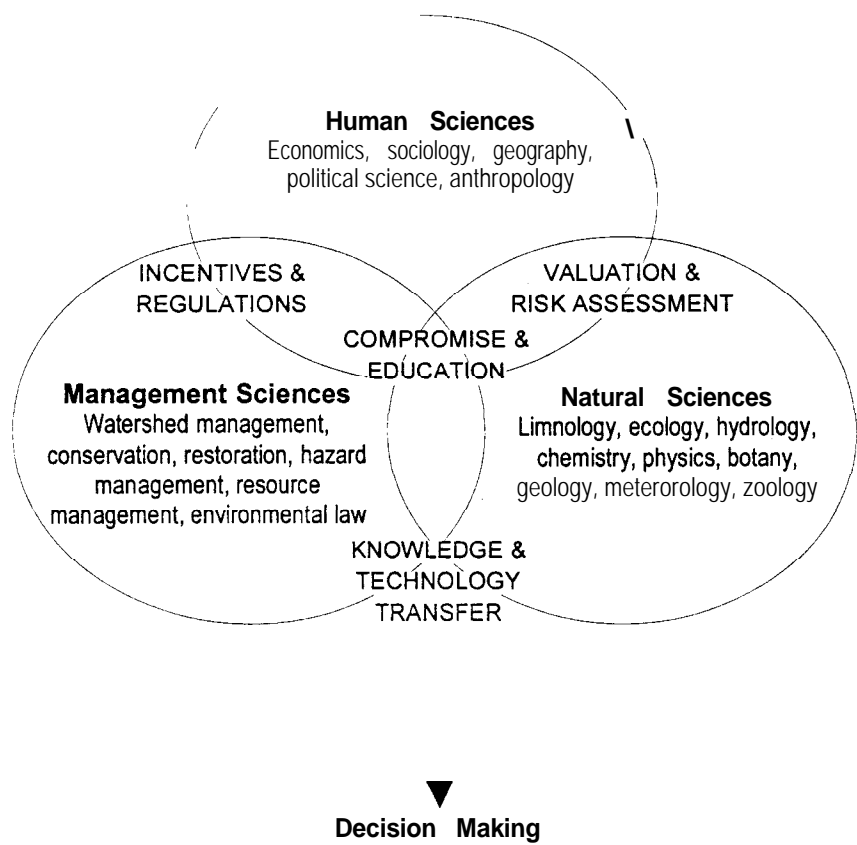 Human Sciences
Economics, sociology, geography,
political science, anthropology
INCENTIVES &
REGULATIONS
VALUATION &
RISK ASSESSMENT
COMPROMISE &
EDUCATION
Management Sciences
Watershed management,
conservation, restoration, hazard
management, resource
management, environmental law
Natural Sciences
Limnology, ecology, hydrology,
chemistry, physics, botany,
geology, meterorology, zoology
KNOWLEDGE &
TECHNOLOGY
TRANSFER
Decision Making